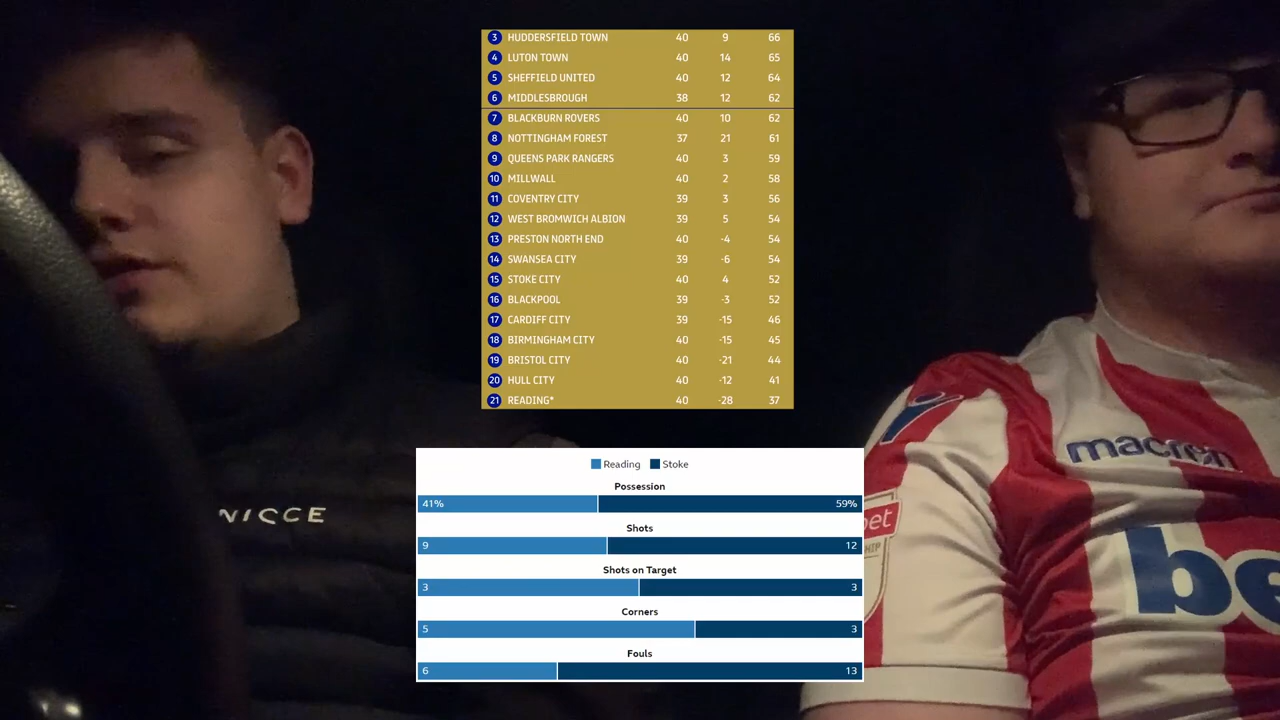 3 HUDDERSFIELD TOWN 40 9 66
4 LUTON TOWN 40 14 65
5 SHEFFIELD UNITED 40 12 64
6 MIDDLESBROUGH 38 12 62
7 BLACKBURN ROVERS 40 10 62
8 NOTTINGHAM FOREST 37 21 61
9 QUEENS PARK RANGERS 40 3 59
10 MILLWALL 40 2 58
11 COVENTRY CITY 39 3 56
12 WEST BROMWICH ALBION 39 5 54
13 PRESTON NORTH END 40 -4 54
14 SWANSEA CITY 39 -6 54
15 STOKE CITY 40 4 52
16 BLACKPOOL 39 -3 52
17 CARDIFF CITY 39 -15 46
18 BIRMINGHAM CITY 40 -15 45
19 BRISTOL CITY 40 -21 44
20 HULL CITY 40 -12 41
21 READING* 40 -28 37
Reading Stoke
Possession
41% 59%
Shots
9 12
Shots on Target
3 3
Corners
5 3
Fouls
6 13
NICCE
macron
bet
HIP
be